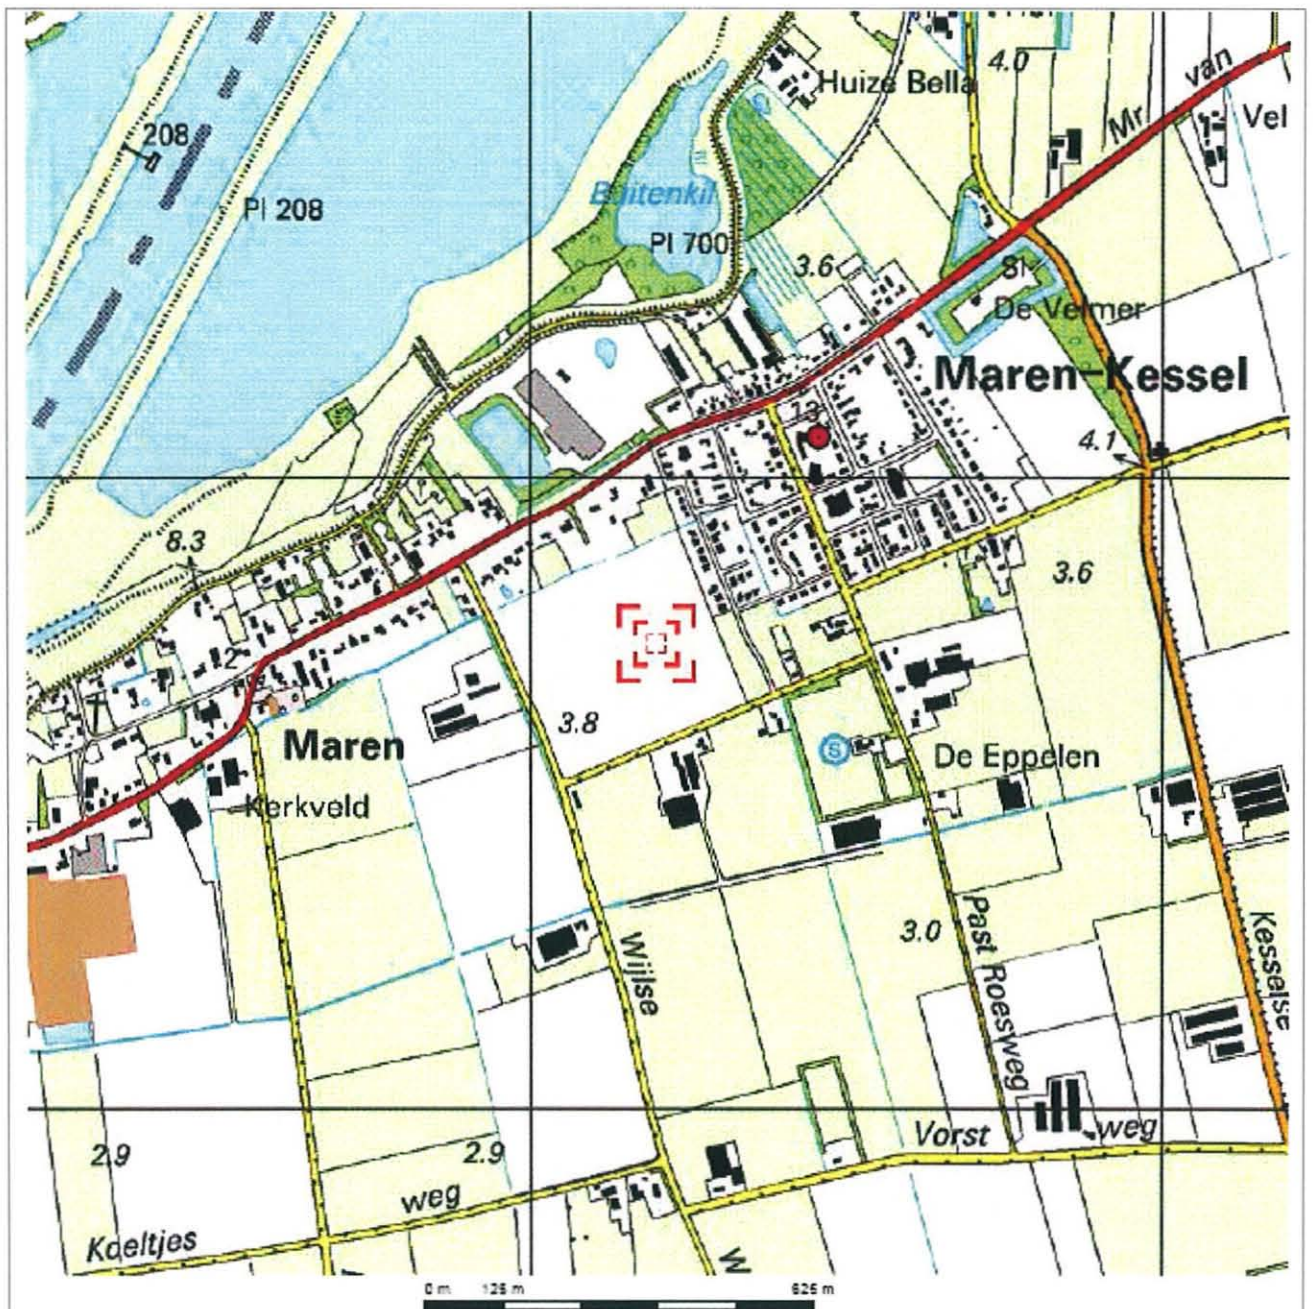 4.0
Huize Bella
Mr van
Vel
208
Pl 208
Buitenkil
Pl 700
3.6
Sl
De Velmer
Maren-Kessel
13
4.1
8.3
3.6
12
3.8
S
Maren
De Eppelen
Kerkveld
3.0
Past Roesweg
Wijlse
Kesselse
2.9
2.9
Vorst weg
weg
Koeltjes
W
0 m 125 m 625 m